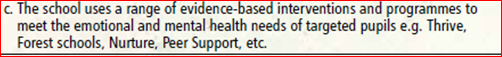 c. The school uses a range of evidence-based interventions and programmes to
meet the emotional and mental health needs of targeted pupils e.g. Thrive,
Forest schools, Nurture, Peer Support, etc.